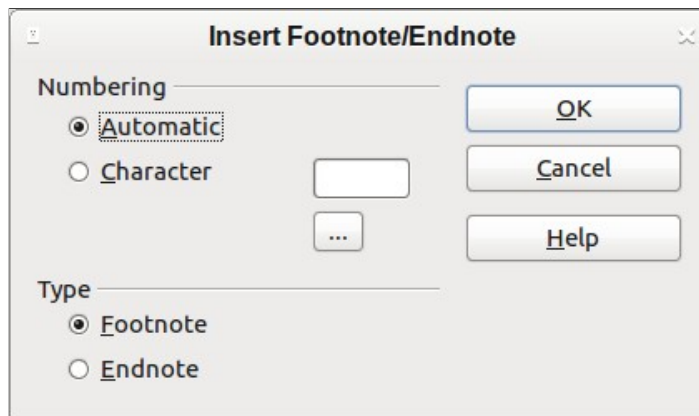 Insert Footnote/Endnote
Numbering
Automatic
Character
...
Type
Footnote
Endnote
OK
Cancel
Help